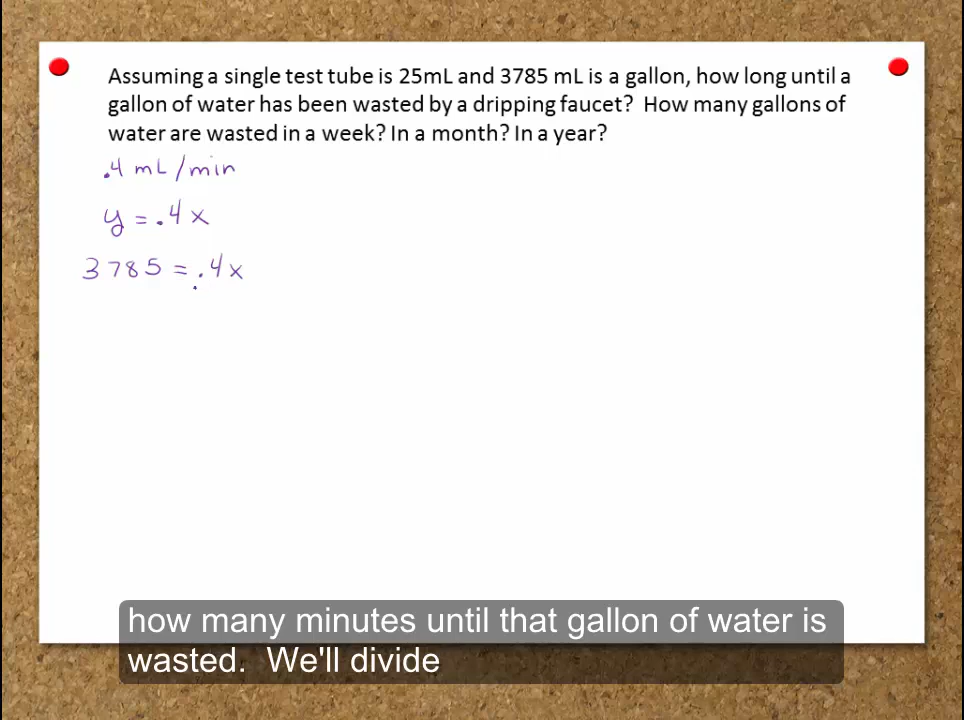 Assuming a single test tube is 25mL and 3785 mL is a gallon, how long until a
gallon of water has been wasted by a dripping faucet?  How many gallons of
water are wasted in a week? In a month? In a year?
.4 mL/min
y = .4x
3785 = .4x
how many minutes until that gallon of water is
wasted.  We'll divide